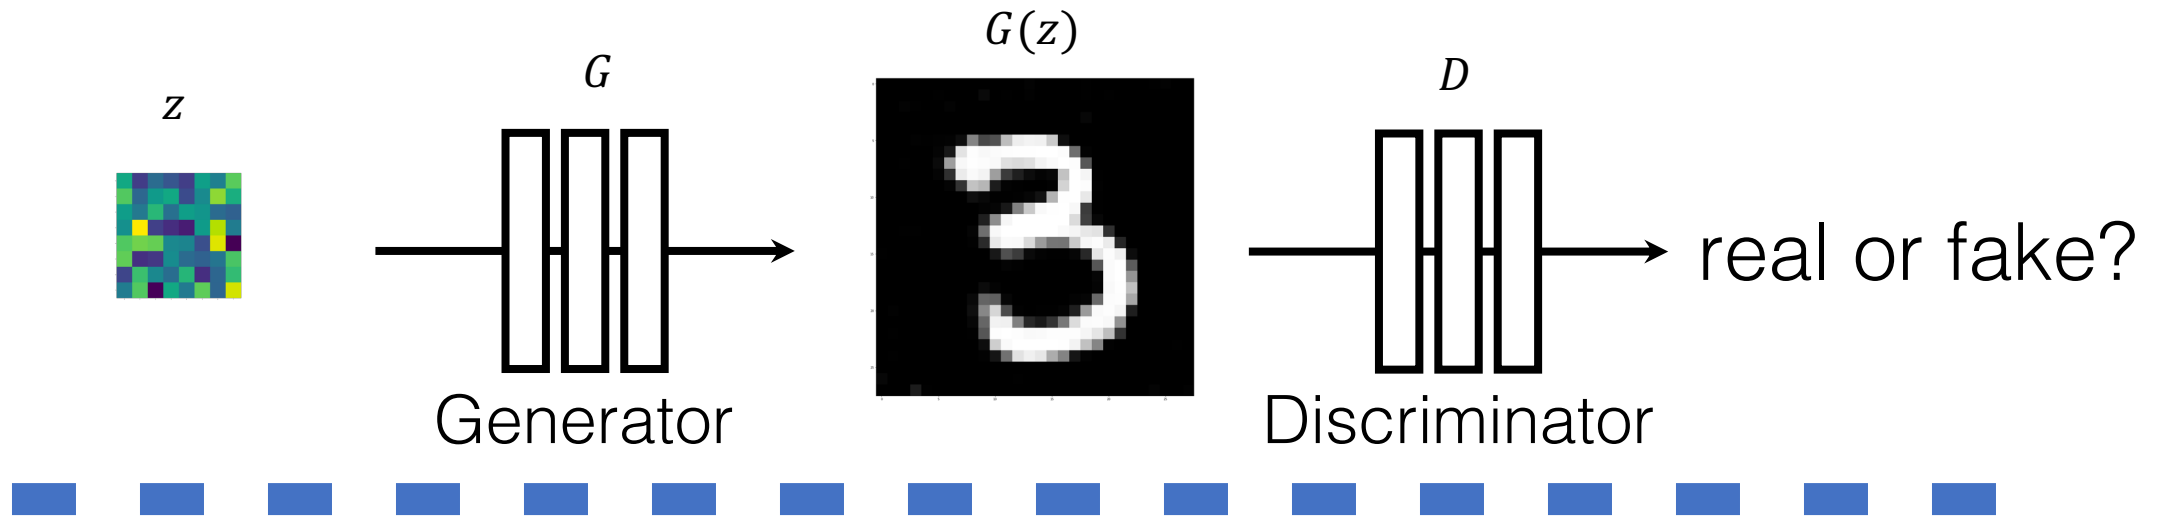 z
G
G(z)
D
real or fake?
Generator
Discriminator